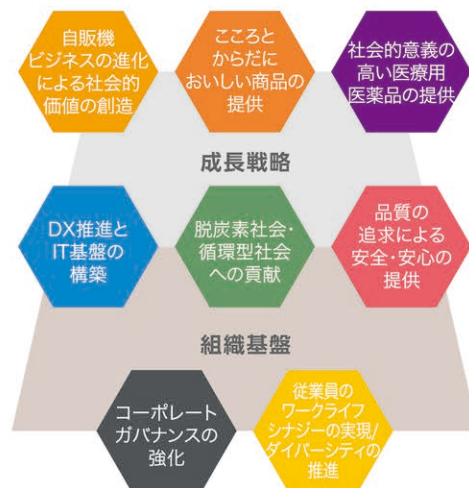 自販機
ビジネスの進化
による社会的
価値の創造
こころと
からだに
おいしい商品の
提供
社会的意義の
高い医療用
医薬品の提供
成長戦略
DX推進と
IT基盤の
構築
脱炭素社会・
循環型社会
への貢献
品質の
追求による
安全・安心の
提供
組織基盤
コーポレート
ガバナンスの
強化
従業員の
ワークライフ
シナジーの実現/
ダイバーシティの
推進